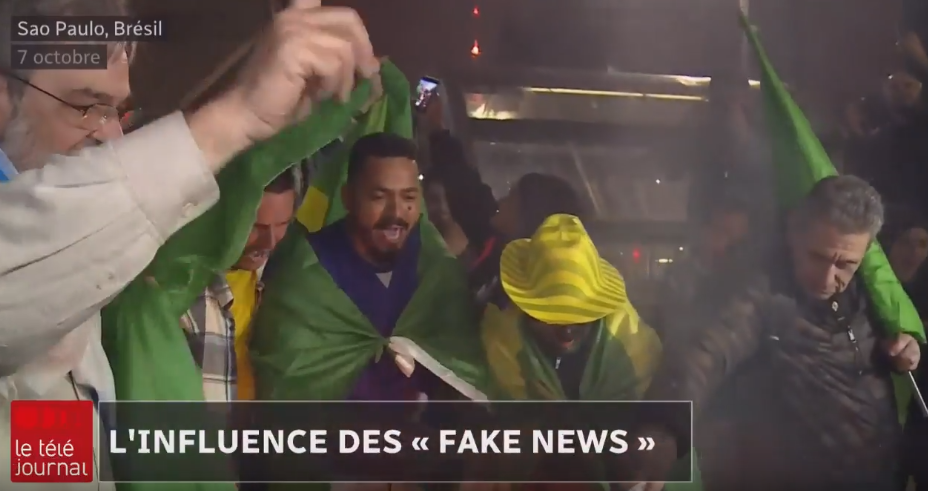 Sao Paulo, Brésil
7 octobre
le télé
journal
L'INFLUENCE DES « FAKE NEWS »